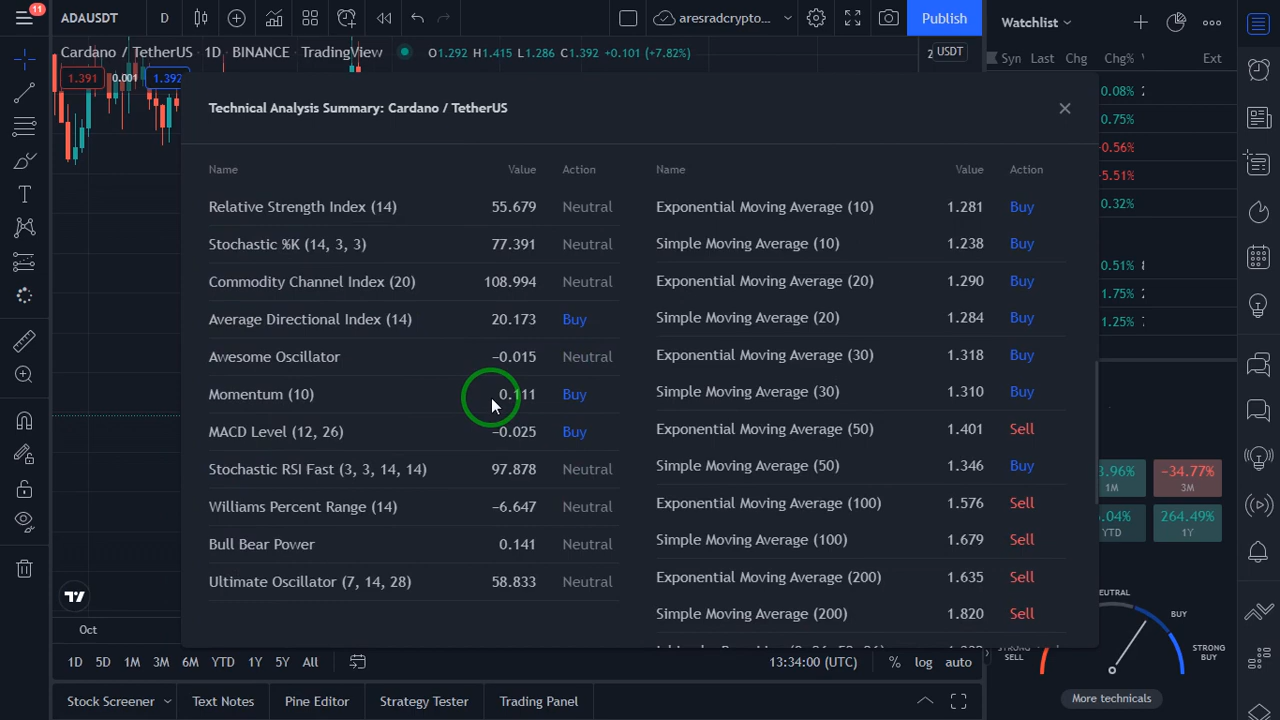 11
ADAUSDT
D
aresradcrypto...
Publish
Watchlist
Cardano / TetherUS · 1D · BINANCE · TradingView
O1.292 H1.415 L1.286 C1.392 +0.101 (+7.82%)
USDT
Syn Last Chg Chg% Ext
1.391 0.001 1.392
0.08%
0.75%
−0.56%
−5.51%
0.32%
0.51%
1.75%
1.25%
Technical Analysis Summary: Cardano / TetherUS
Name Value Action
Relative Strength Index (14) 55.679 Neutral
Stochastic %K (14, 3, 3) 77.391 Neutral
Commodity Channel Index (20) 108.994 Neutral
Average Directional Index (14) 20.173 Buy
Awesome Oscillator −0.015 Neutral
Momentum (10) 0.111 Buy
MACD Level (12, 26) −0.025 Buy
Stochastic RSI Fast (3, 3, 14, 14) 97.878 Neutral
Williams Percent Range (14) −6.647 Neutral
Bull Bear Power 0.141 Neutral
Ultimate Oscillator (7, 14, 28) 58.833 Neutral
Name Value Action
Exponential Moving Average (10) 1.281 Buy
Simple Moving Average (10) 1.238 Buy
Exponential Moving Average (20) 1.290 Buy
Simple Moving Average (20) 1.284 Buy
Exponential Moving Average (30) 1.318 Buy
Simple Moving Average (30) 1.310 Buy
Exponential Moving Average (50) 1.401 Sell
Simple Moving Average (50) 1.346 Buy
Exponential Moving Average (100) 1.576 Sell
Simple Moving Average (100) 1.679 Sell
Exponential Moving Average (200) 1.635 Sell
Simple Moving Average (200) 1.820 Sell
3.96% −34.77%
1M 3M
.04% 264.49%
YTD 1Y
NEUTRAL
BUY
STRONG SELL
STRONG BUY
More technicals
Oct
1D 5D 1M 3M 6M YTD 1Y 5Y All
13:34:00 (UTC) % log auto
Stock Screener Text Notes Pine Editor Strategy Tester Trading Panel